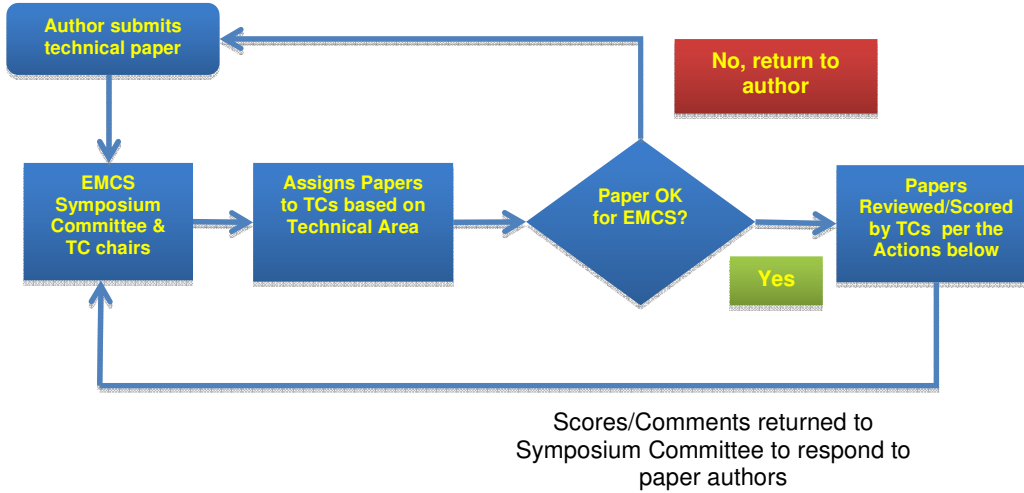 Author submits
technical paper
No, return to
author
EMCS
Symposium
Committee &
TC chairs
Assigns Papers
to TCs based on
Technical Area
Paper OK
for EMCS?
Yes
Papers
Reviewed/Scored
by TCs per the
Actions below
Scores/Comments returned to
Symposium Committee to respond to
paper authors